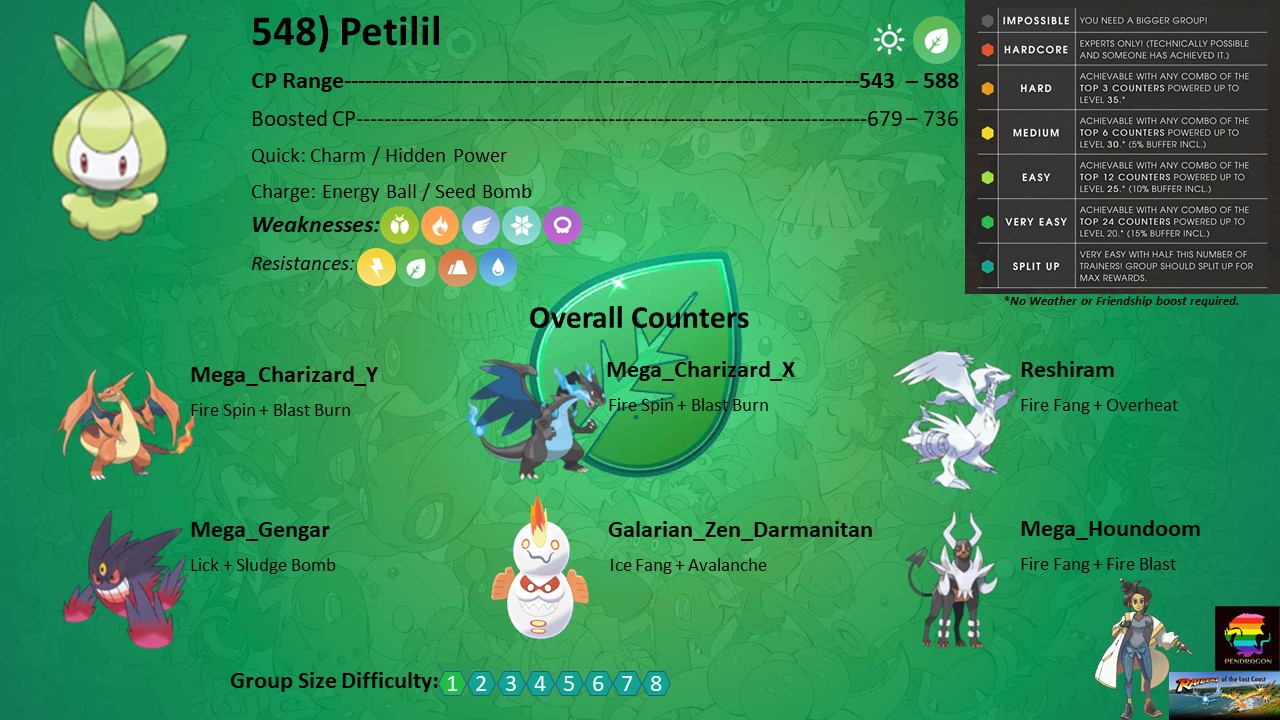 548) Petilil
CP Range---543 – 588
Boosted CP---679 – 736
Quick: Charm / Hidden Power
Charge: Energy Ball / Seed Bomb
Weaknesses:
Resistances:
IMPOSSIBLE YOU NEED A BIGGER GROUP!
HARDCORE EXPERTS ONLY! (TECHNICALLY POSSIBLE
AND SOMEONE HAS ACHIEVED IT.)
HARD ACHIEVABLE WITH ANY COMBO OF THE
TOP 3 COUNTERS POWERED UP TO
LEVEL 35.*
MEDIUM ACHIEVABLE WITH ANY COMBO OF THE
TOP 6 COUNTERS POWERED UP TO
LEVEL 30.* (5% BUFFER INCL.)
EASY ACHIEVABLE WITH ANY COMBO OF THE
TOP 12 COUNTERS POWERED UP TO
LEVEL 25.* (10% BUFFER INCL.)
VERY EASY ACHIEVABLE WITH ANY COMBO OF THE
TOP 24 COUNTERS POWERED UP TO
LEVEL 20.* (15% BUFFER INCL.)
SPLIT UP VERY EASY WITH HALF THIS NUMBER OF
TRAINERS! GROUP SHOULD SPLIT UP FOR
MAX REWARDS.
*No Weather or Friendship boost required.
Overall Counters
Mega_Charizard_Y
Fire Spin + Blast Burn
Mega_Charizard_X
Fire Spin + Blast Burn
Reshiram
Fire Fang + Overheat
Mega_Gengar
Lick + Sludge Bomb
Galarian_Zen_Darmanitan
Ice Fang + Avalanche
Mega_Houndoom
Fire Fang + Fire Blast
Group Size Difficulty: 1 2 3 4 5 6 7 8
PENDRAGON
RAIDERS of the Lost Coast